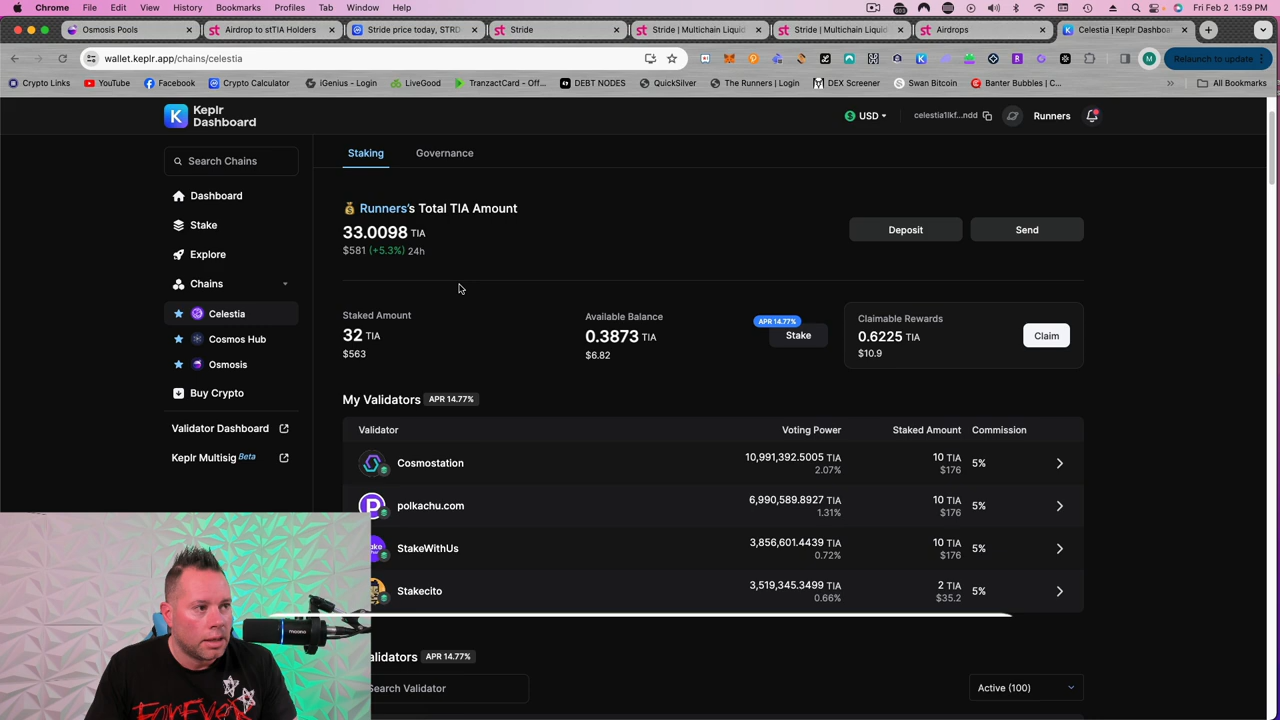 Chrome File Edit View History Bookmarks Profiles Tab Window Help Fri Feb 2 1:59 PM
Osmosis Pools Airdrop to stTIA Holders Stride price today, STRD Stride Stride | Multichain Liquid Stride | Multichain Liquid Airdrops Celestia | Keplr Dashboard
wallet.keplr.app/chains/celestia M Relaunch to update
Crypto Links YouTube Facebook Crypto Calculator iGenius - Login LiveGood TranzactCard - Off... DEBT NODES QuickSilver The Runners | Linkt... DEX Screener Swan Bitcoin Banter Bubbles | C... All Bookmarks
Keplr
Dashboard
USD celestia1lkf...ndd Runners
Search Chains
Dashboard
Stake
Explore
Chains
Celestia
Cosmos Hub
Osmosis
Buy Crypto
Validator Dashboard
Keplr Multisig Beta
Staking Governance
Runners's Total TIA Amount
33.0098 TIA
$581 (+5.3%) 24h
Deposit Send
Staked Amount
32 TIA
$563
Available Balance
0.3873 TIA
$6.82
APR 14.77%
Stake
Claimable Rewards
0.6225 TIA
$10.9
Claim
My Validators APR 14.77%
Validator Voting Power Staked Amount Commission
Cosmostation 10,991,392.5005 TIA 10 TIA 5%
2.07% $176
polkachu.com 6,990,589.8927 TIA 10 TIA 5%
1.31% $176
StakeWithUs 3,856,601.4439 TIA 10 TIA 5%
0.72% $176
Stakecito 3,519,345.3499 TIA 2 TIA 5%
0.66% $35.2
alidators APR 14.77%
Search Validator Active (100)
FOREVER